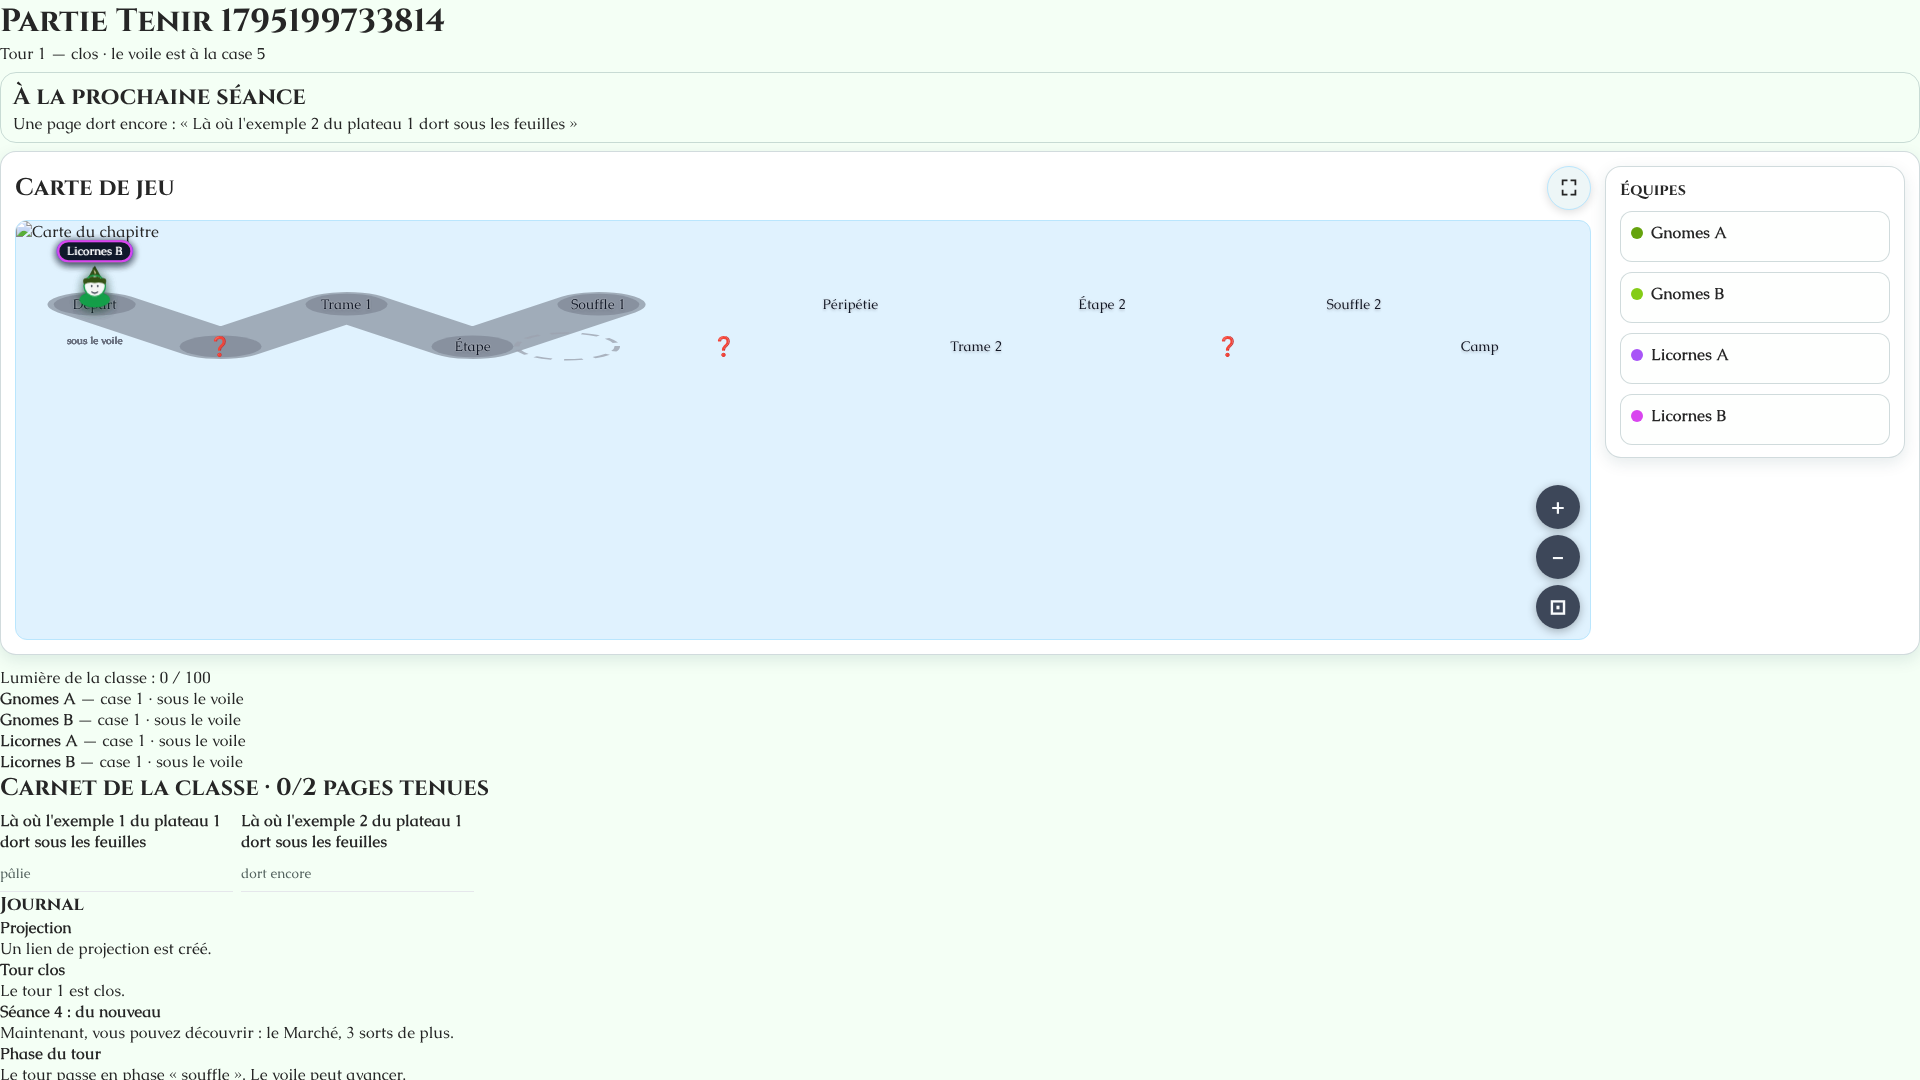 Partie Tenir 1795199733814
Tour 1 — clos · le voile est à la case 5
À la prochaine séance
Une page dort encore : « Là où l'exemple 2 du plateau 1 dort sous les feuilles »
Carte de jeu
Carte du chapitre
Licornes B
Départ
Trame 1
Souffle 1
Péripétie
Étape 2
Souffle 2
sous le voile
❓
Étape
❓
Trame 2
❓
Camp
+
−
Équipes
Gnomes A
Gnomes B
Licornes A
Licornes B
Lumière de la classe : 0 / 100
Gnomes A — case 1 · sous le voile
Gnomes B — case 1 · sous le voile
Licornes A — case 1 · sous le voile
Licornes B — case 1 · sous le voile
Carnet de la classe · 0/2 pages tenues
Là où l'exemple 1 du plateau 1
dort sous les feuilles
pâlie
Là où l'exemple 2 du plateau 1
dort sous les feuilles
dort encore
Journal
Projection
Un lien de projection est créé.
Tour clos
Le tour 1 est clos.
Séance 4 : du nouveau
Maintenant, vous pouvez découvrir : le Marché, 3 sorts de plus.
Phase du tour
Le tour passe en phase « souffle ». Le voile peut avancer.